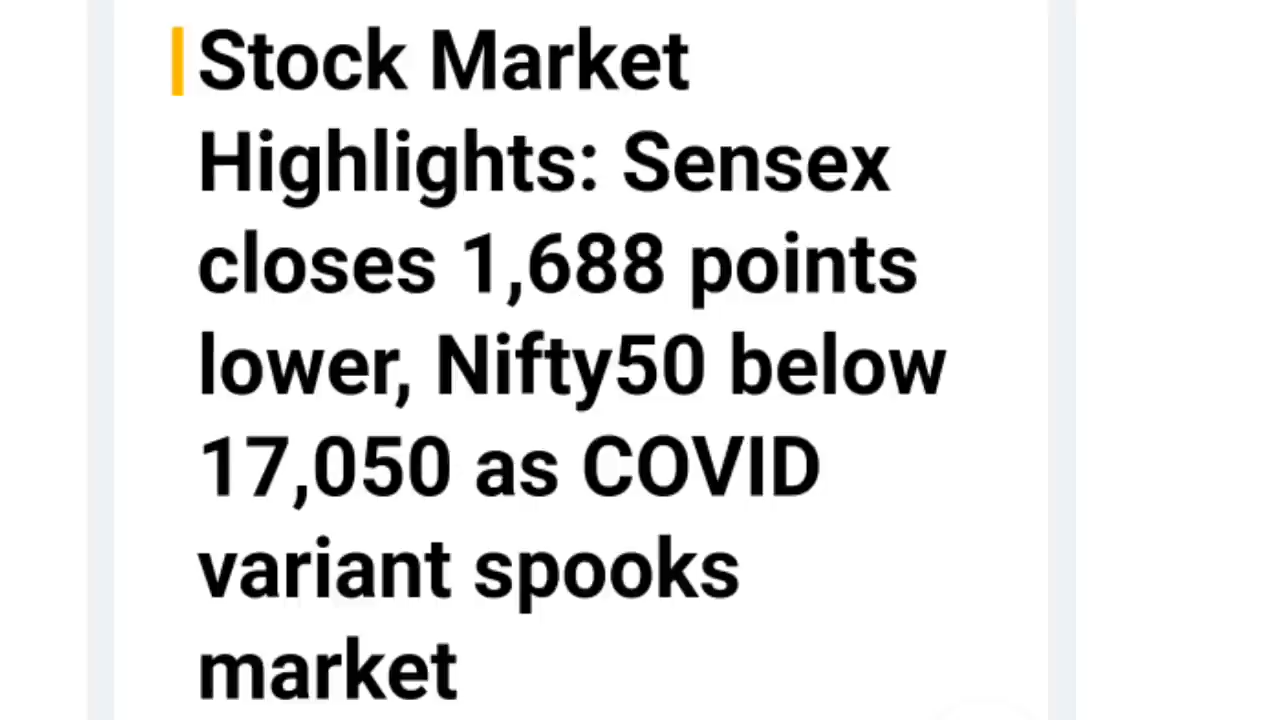 Stock Market
Highlights: Sensex
closes 1,688 points
lower, Nifty50 below
17,050 as COVID
variant spooks
market